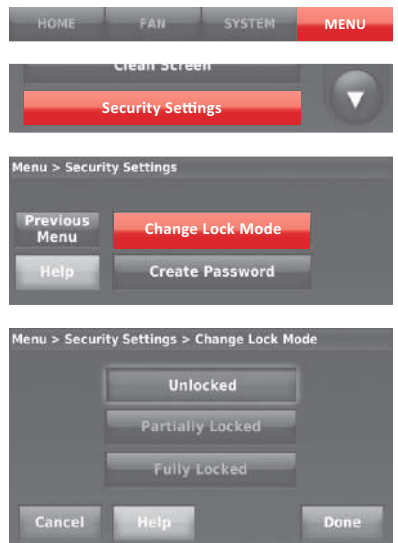 HOME FAN SYSTEM MENU
Clean Screen
Security Settings
Menu > Security Settings
Previous
Menu
Change Lock Mode
Help
Create Password
Menu > Security Settings > Change Lock Mode
Unlocked
Partially Locked
Fully Locked
Cancel Help Done